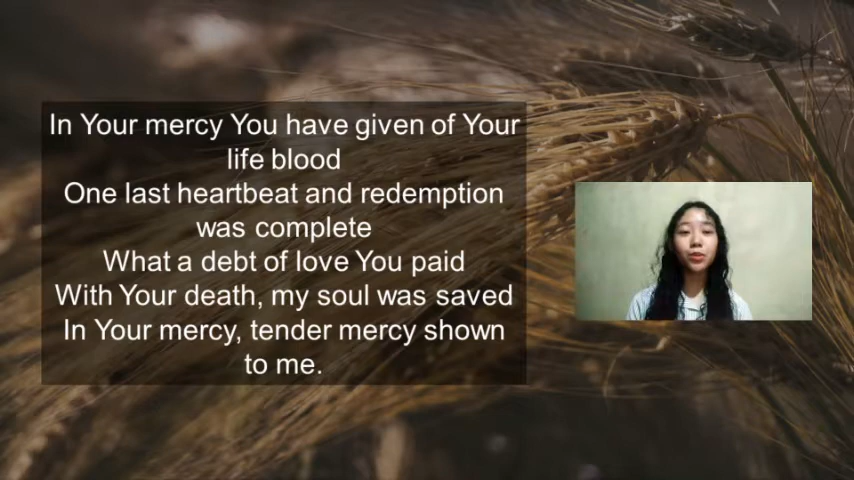 In Your mercy You have given of Your
life blood
One last heartbeat and redemption
was complete
What a debt of love You paid
With Your death, my soul was saved
In Your mercy, tender mercy shown
to me.